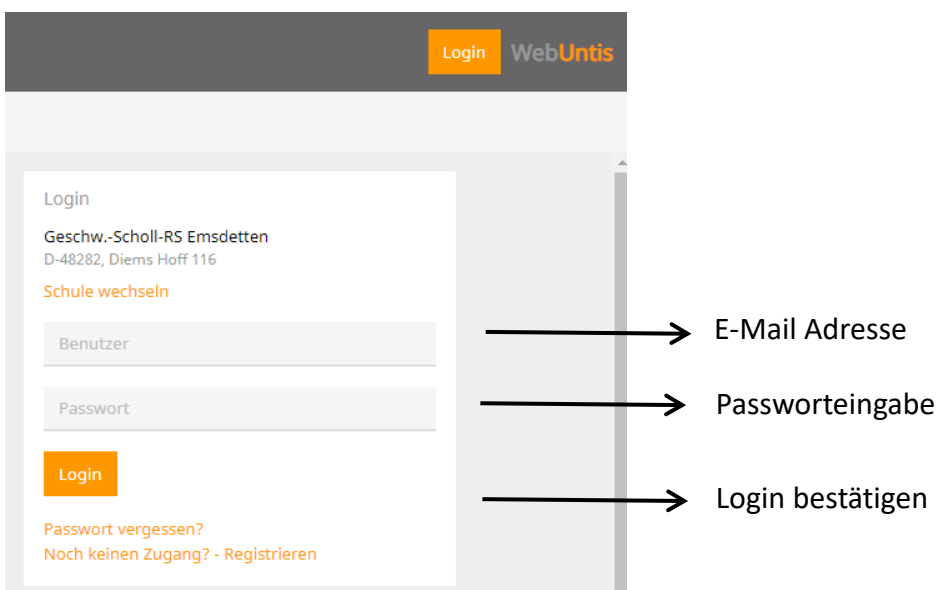 Login WebUntis
Login
Geschw.-Scholl-RS Emsdetten
D-48282, Diems Hoff 116
Schule wechseln
Benutzer
E-Mail Adresse
Passwort
Passworteingabe
Login
Login bestätigen
Passwort vergessen?
Noch keinen Zugang? - Registrieren